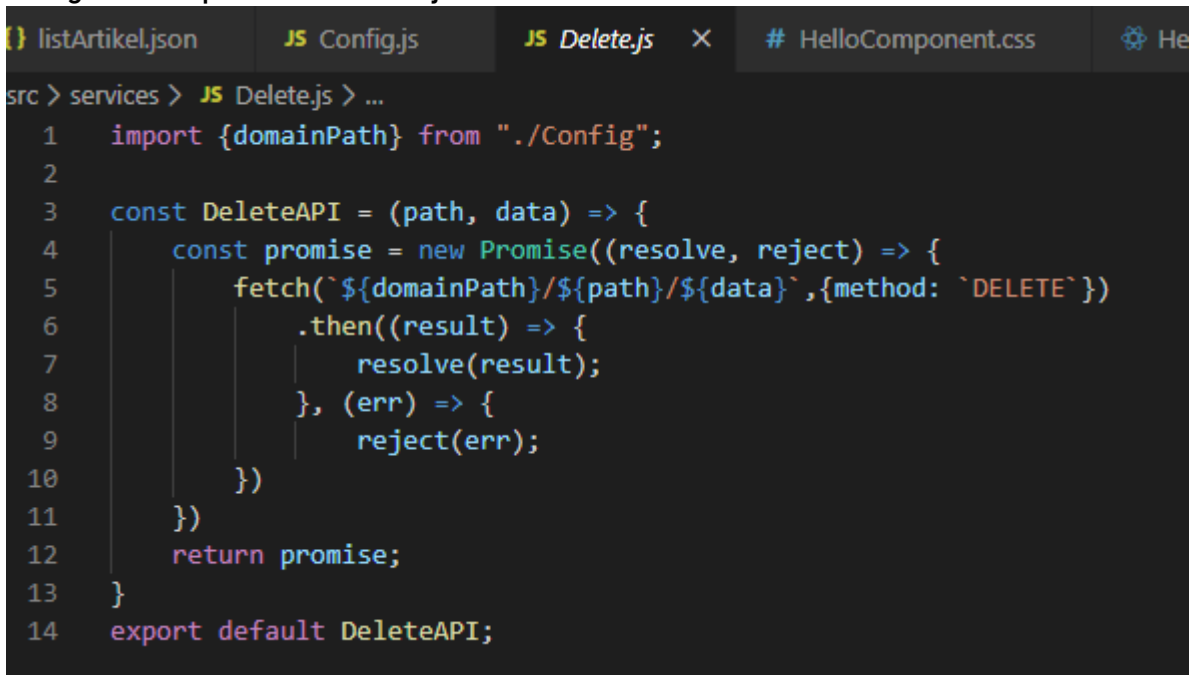 {} listArtikel.json JS Config.js JS Delete.js × # HelloComponent.css He
src > services > JS Delete.js > ...
1 import {domainPath} from "./Config";
2
3 const DeleteAPI = (path, data) => {
4 const promise = new Promise((resolve, reject) => {
5 fetch(`${domainPath}/${path}/${data}`,{method: `DELETE`})
6 .then((result) => {
7 resolve(result);
8 }, (err) => {
9 reject(err);
10 })
11 })
12 return promise;
13 }
14 export default DeleteAPI;